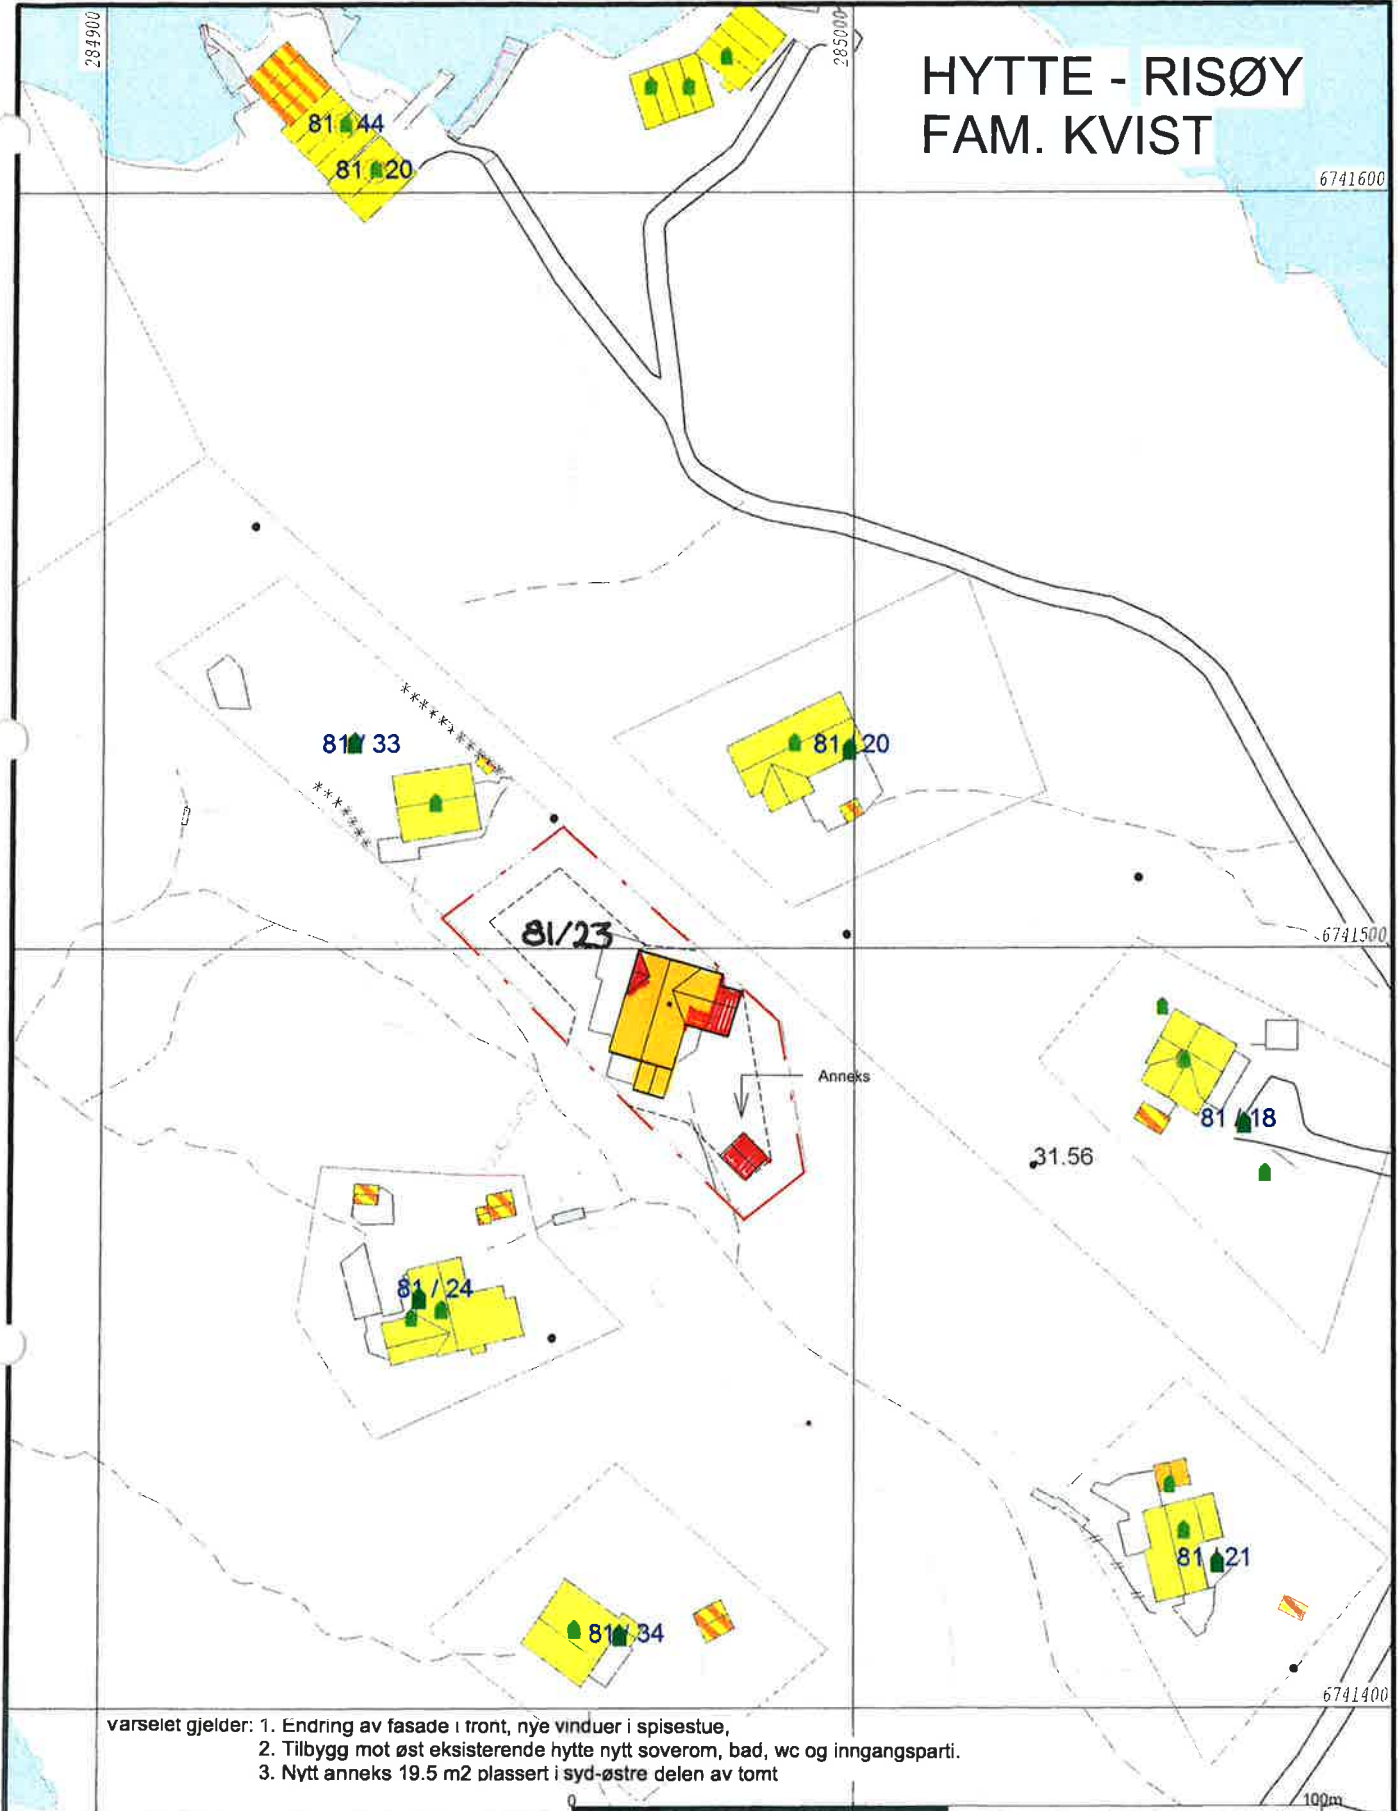 284900
285000
HYTTE - RISØY
FAM. KVIST
81 44
81 20
6741600
81 / 33
81 / 20
81/23
6741500
Anneks
81 / 18
31.56
81 / 24
81 21
81 / 34
6741400
varselet gjelder: 1. Endring av fasade i front, nye vinduer i spisestue,
2. Tilbygg mot øst eksisterende hytte nytt soverom, bad, wc og inngangsparti.
3. Nytt anneks 19.5 m2 plassert i syd-østre delen av tomt
0 100m